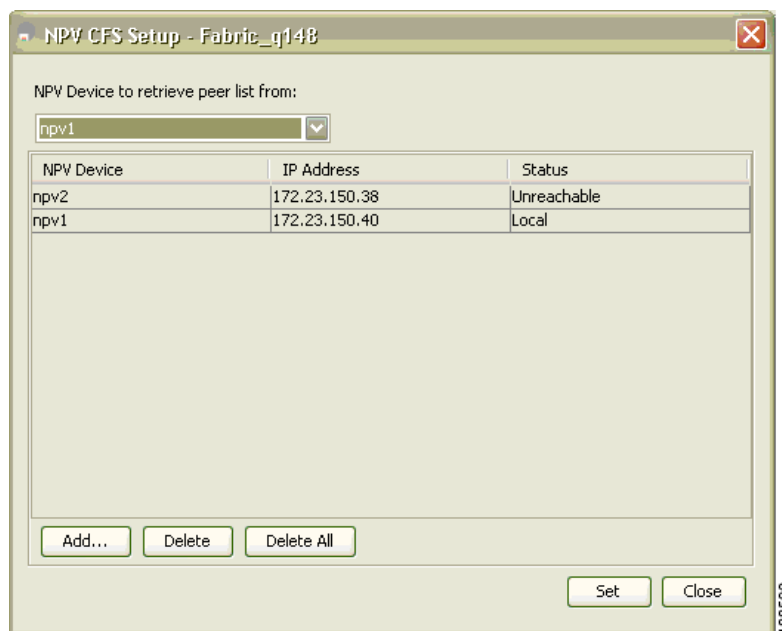 NPV CFS Setup - Fabric_q148
NPV Device to retrieve peer list from:
npv1
NPV Device IP Address Status
npv2 172.23.150.38 Unreachable
npv1 172.23.150.40 Local
Add... Delete Delete All
Set Close